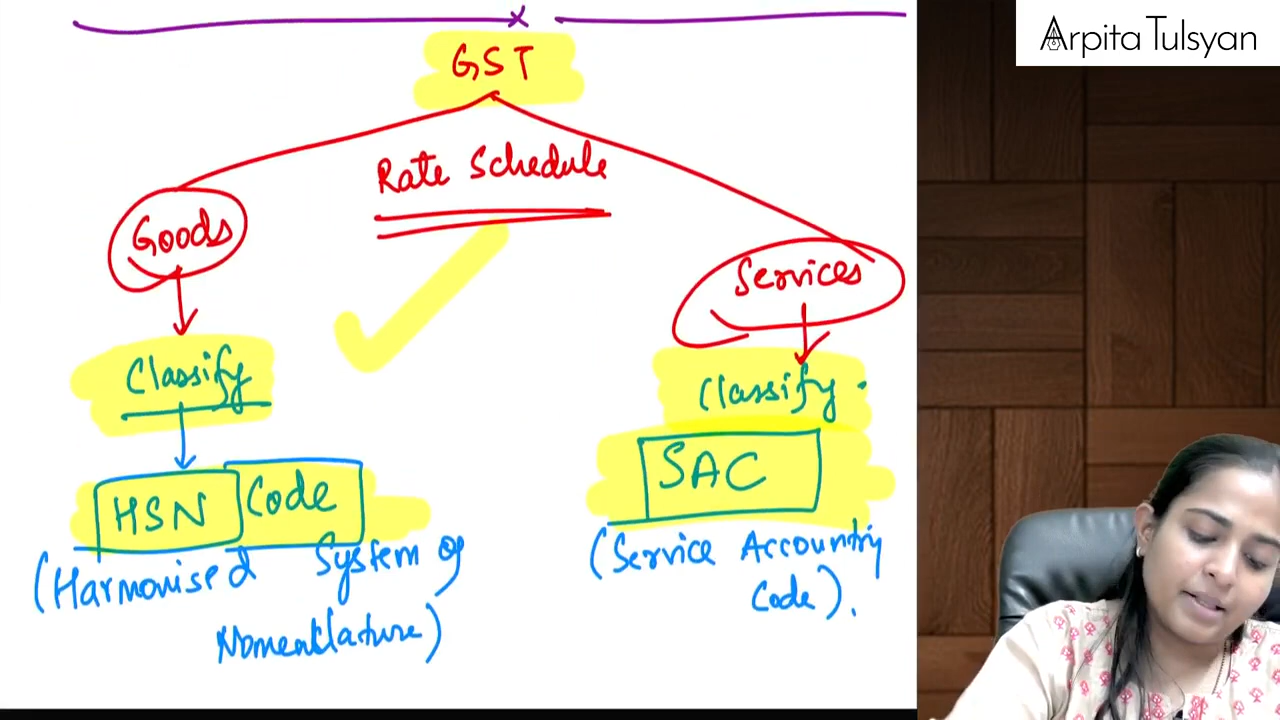 Arpita Tulsyan
GST
Rate Schedule
Goods
Services
Classify
Classify
HSN Code
SAC
(Harmonised System of
Nomenclature)
(Service Accounting
Code).